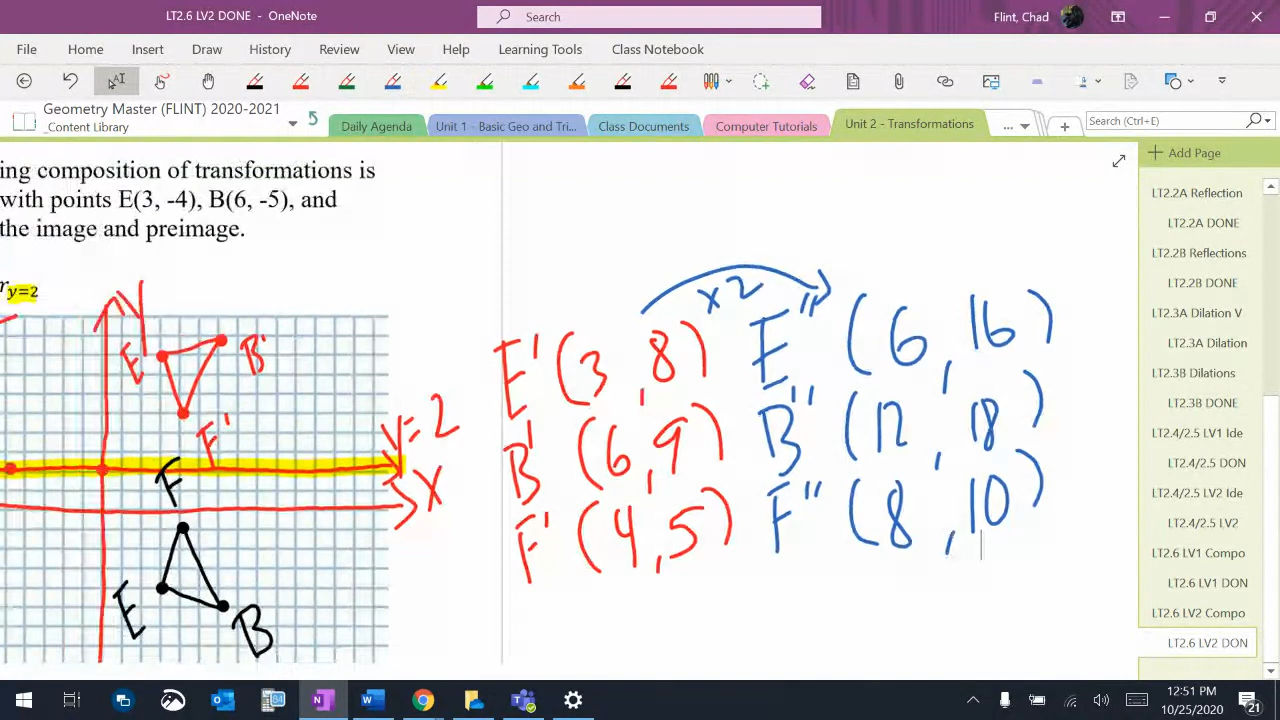 LT2.6 LV2 DONE - OneNote
Search
Flint, Chad
File Home Insert Draw History Review View Help Learning Tools Class Notebook
Geometry Master (FLINT) 2020-2021
_Content Library
Daily Agenda
Unit 1 - Basic Geo and Tri...
Class Documents
Computer Tutorials
Unit 2 - Transformations
...
Search (Ctrl+E)
Add Page
LT2.2A Reflection
LT2.2A DONE
LT2.2B Reflections
LT2.2B DONE
LT2.3A Dilation V
LT2.3A Dilation
LT2.3B Dilations
LT2.3B DONE
LT2.4/2.5 LV1 Ide
LT2.4/2.5 DON
LT2.4/2.5 LV2 Ide
LT2.4/2.5 LV2
LT2.6 LV1 Compo
LT2.6 LV1 DONE
LT2.6 LV2 Compo
LT2.6 LV2 DON
ing composition of transformations is
with points E(3, -4), B(6, -5), and
the image and preimage.
r y=2
y
E'
B'
F'
y=2
x
F
E
B
x2
E' (3, 8) E'' (6, 16)
B' (6, 9) B'' (12, 18)
F' (4, 5) F'' (8, 10)
12:51 PM
10/25/2020
21